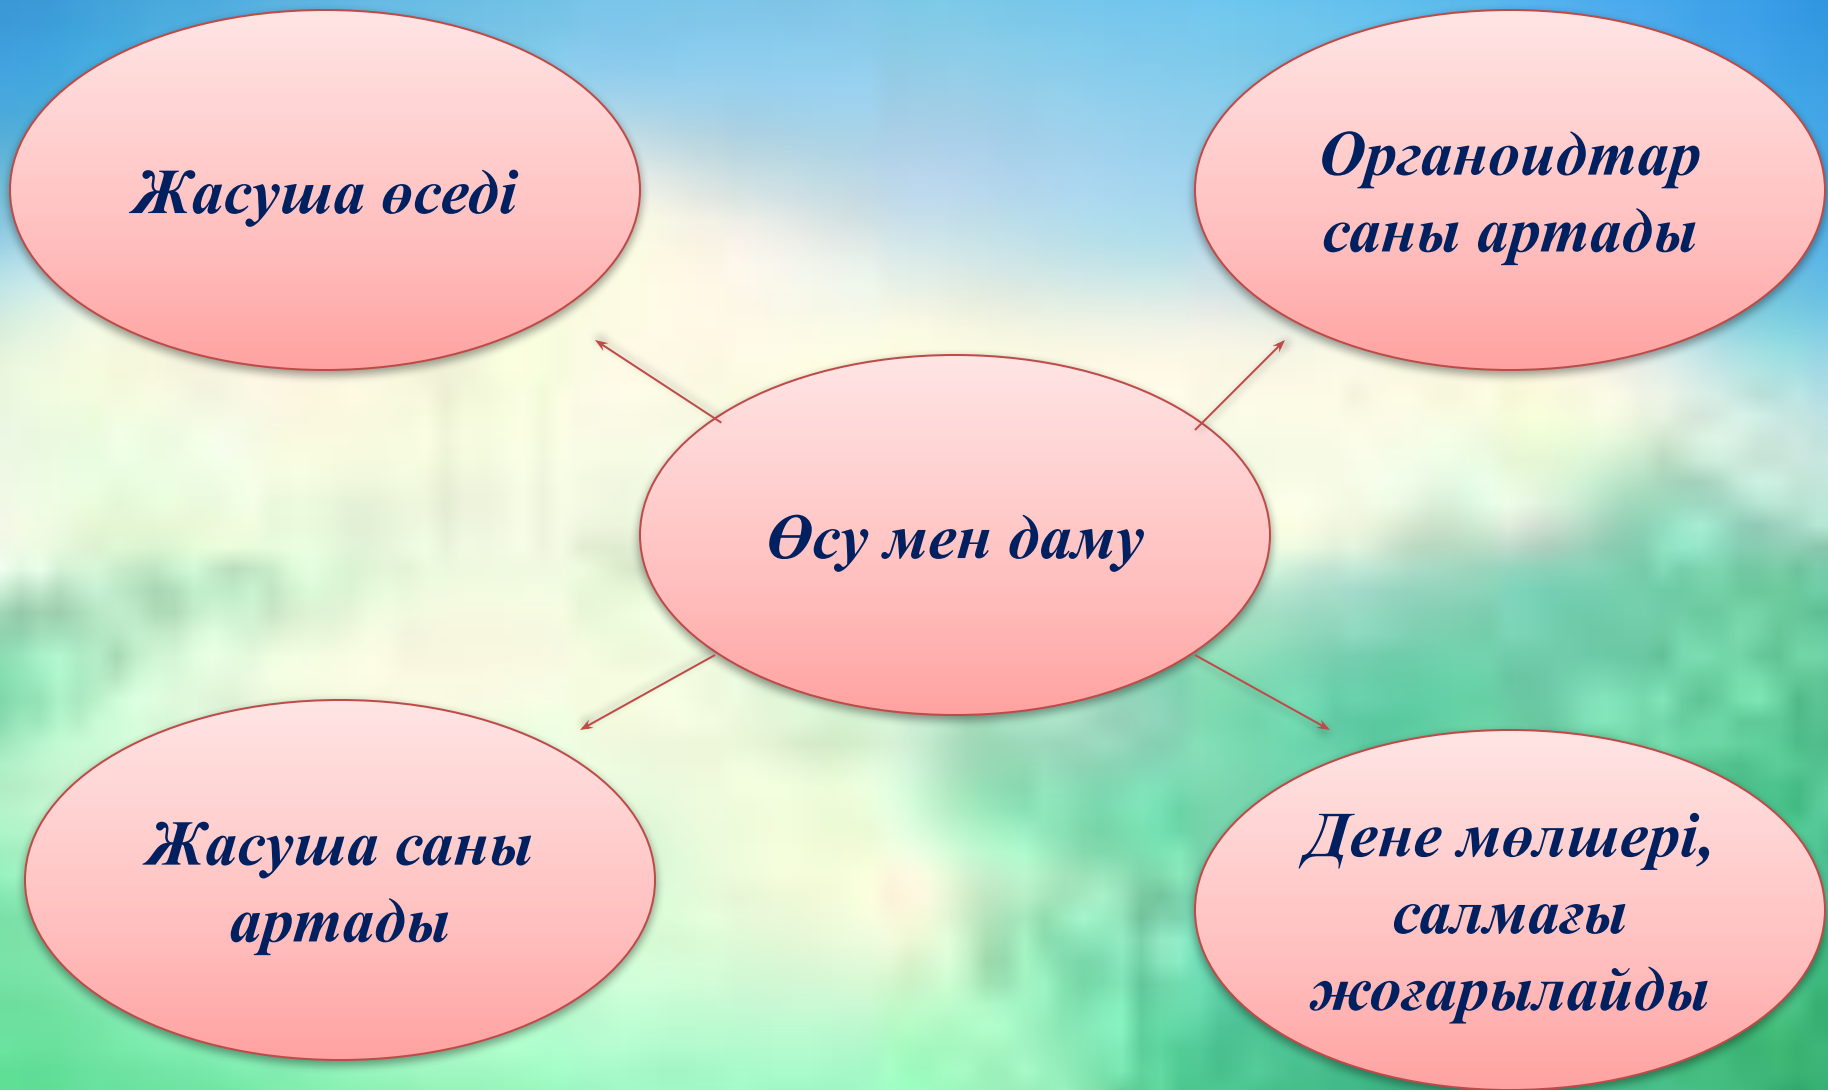 Жасуша өседі
Органоидтар
саны артады
Өсу мен даму
Жасуша саны
артады
Дене мөлшері,
салмағы
жоғарылайды